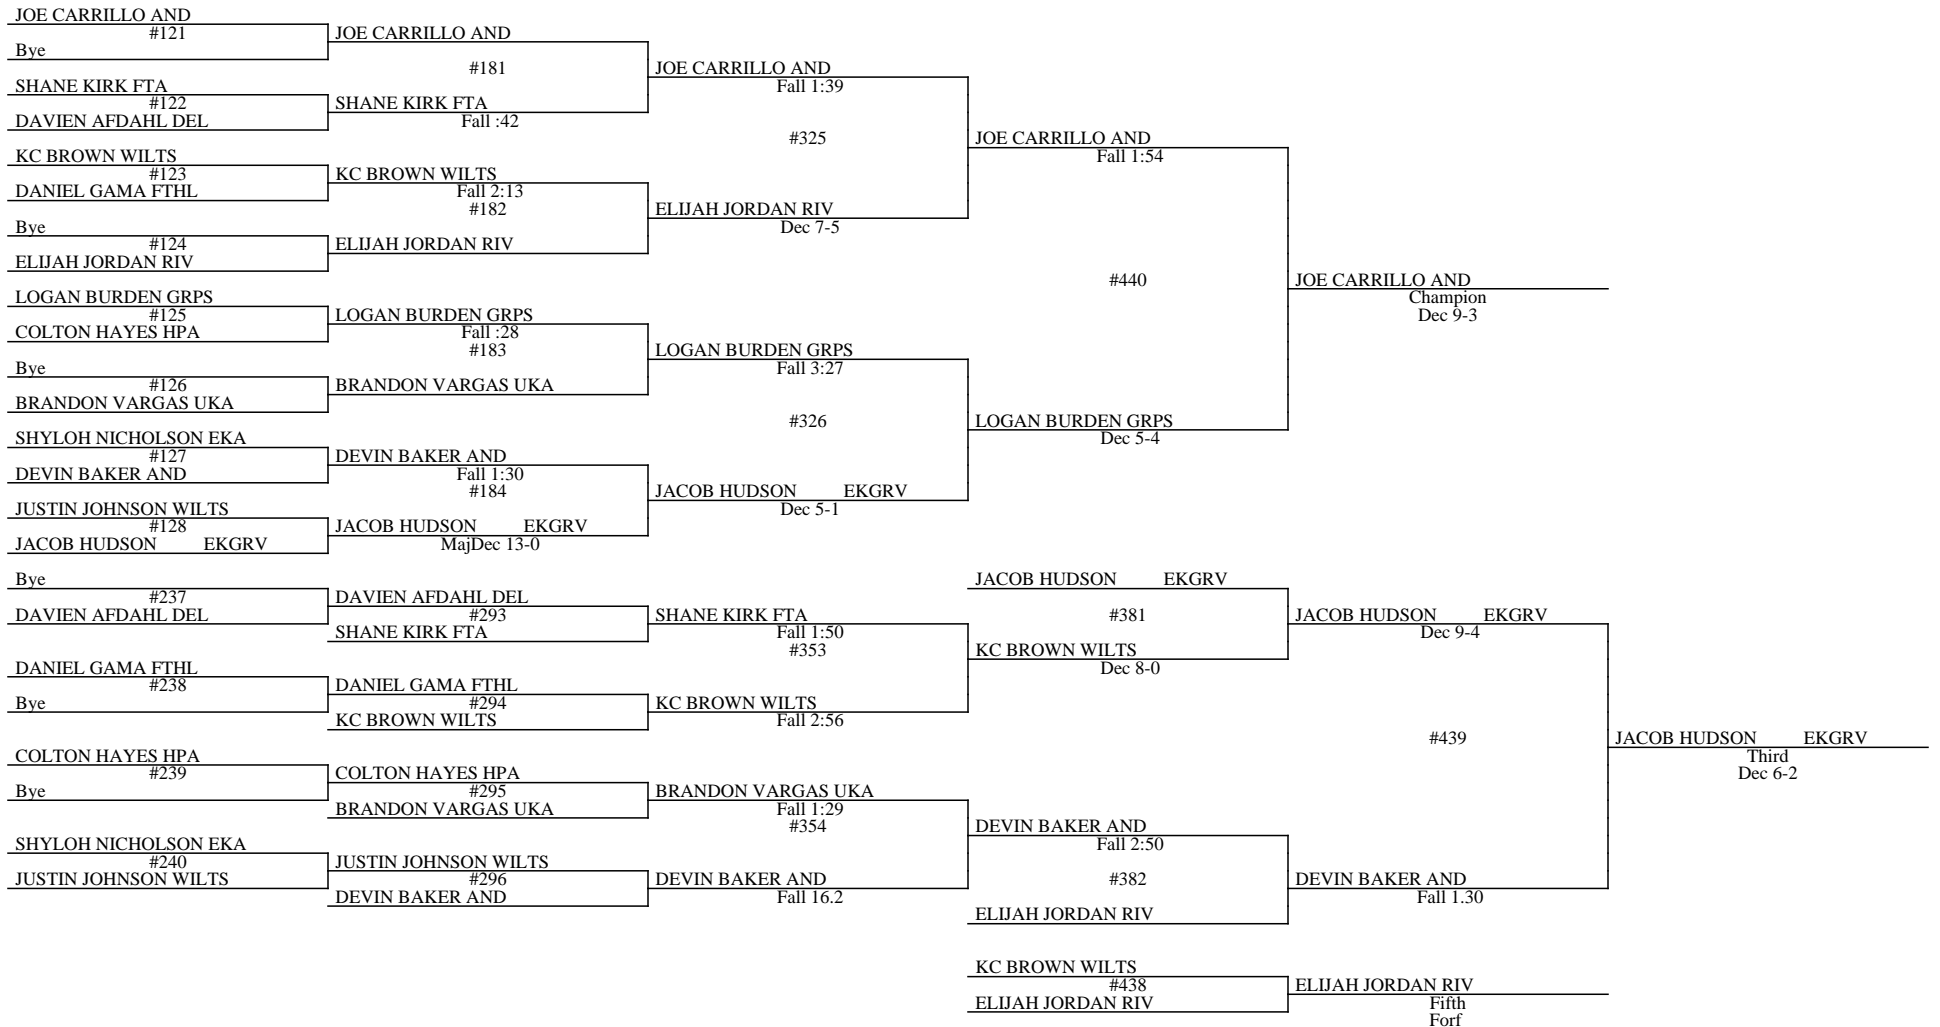 JOE CARRILLO AND
#121
Bye
SHANE KIRK FTA
#122
DAVIEN AFDAHL DEL
KC BROWN WILTS
#123
DANIEL GAMA FTHL
Bye
#124
ELIJAH JORDAN RIV
LOGAN BURDEN GRPS
#125
COLTON HAYES HPA
Bye
#126
BRANDON VARGAS UKA
SHYLOH NICHOLSON EKA
#127
DEVIN BAKER AND
JUSTIN JOHNSON WILTS
#128
JACOB HUDSON EKGRV
JOE CARRILLO AND
#181
SHANE KIRK FTA
Fall :42
KC BROWN WILTS
Fall 2:13
#182
ELIJAH JORDAN RIV
LOGAN BURDEN GRPS
Fall :28
#183
BRANDON VARGAS UKA
DEVIN BAKER AND
Fall 1:30
#184
JACOB HUDSON EKGRV
MajDec 13-0
JOE CARRILLO AND
Fall 1:39
#325
ELIJAH JORDAN RIV
Dec 7-5
LOGAN BURDEN GRPS
Fall 3:27
#326
JACOB HUDSON EKGRV
Dec 5-1
JOE CARRILLO AND
Fall 1:54
#440
LOGAN BURDEN GRPS
Dec 5-4
JOE CARRILLO AND
Champion
Dec 9-3
Bye
#237
DAVIEN AFDAHL DEL
DANIEL GAMA FTHL
#238
Bye
COLTON HAYES HPA
#239
Bye
SHYLOH NICHOLSON EKA
#240
JUSTIN JOHNSON WILTS
DAVIEN AFDAHL DEL
#293
SHANE KIRK FTA
DANIEL GAMA FTHL
#294
KC BROWN WILTS
COLTON HAYES HPA
#295
BRANDON VARGAS UKA
JUSTIN JOHNSON WILTS
#296
DEVIN BAKER AND
SHANE KIRK FTA
Fall 1:50
#353
KC BROWN WILTS
Fall 2:56
BRANDON VARGAS UKA
Fall 1:29
#354
DEVIN BAKER AND
Fall 16.2
JACOB HUDSON EKGRV
#381
KC BROWN WILTS
Dec 8-0
DEVIN BAKER AND
Fall 2:50
#382
ELIJAH JORDAN RIV
JACOB HUDSON EKGRV
Dec 9-4
#439
DEVIN BAKER AND
Fall 1.30
JACOB HUDSON EKGRV
Third
Dec 6-2
KC BROWN WILTS
#438
ELIJAH JORDAN RIV
ELIJAH JORDAN RIV
Fifth
Forf